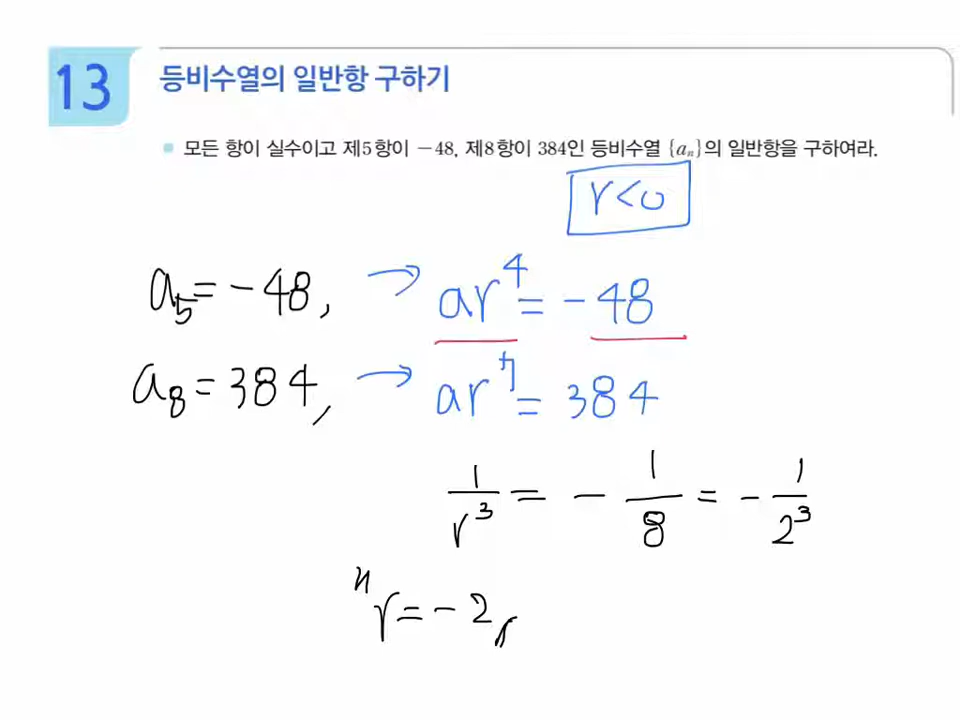 13 등비수열의 일반항 구하기
모든 항이 실수이고 제5항이 −48, 제8항이 384인 등비수열 {aₙ}의 일반항을 구하여라.
r<0
a₅=−48, → ar⁴=−48
a₈=384, → ar⁷=384
1/r³ = −1/8 = −1/2³
r=−2,